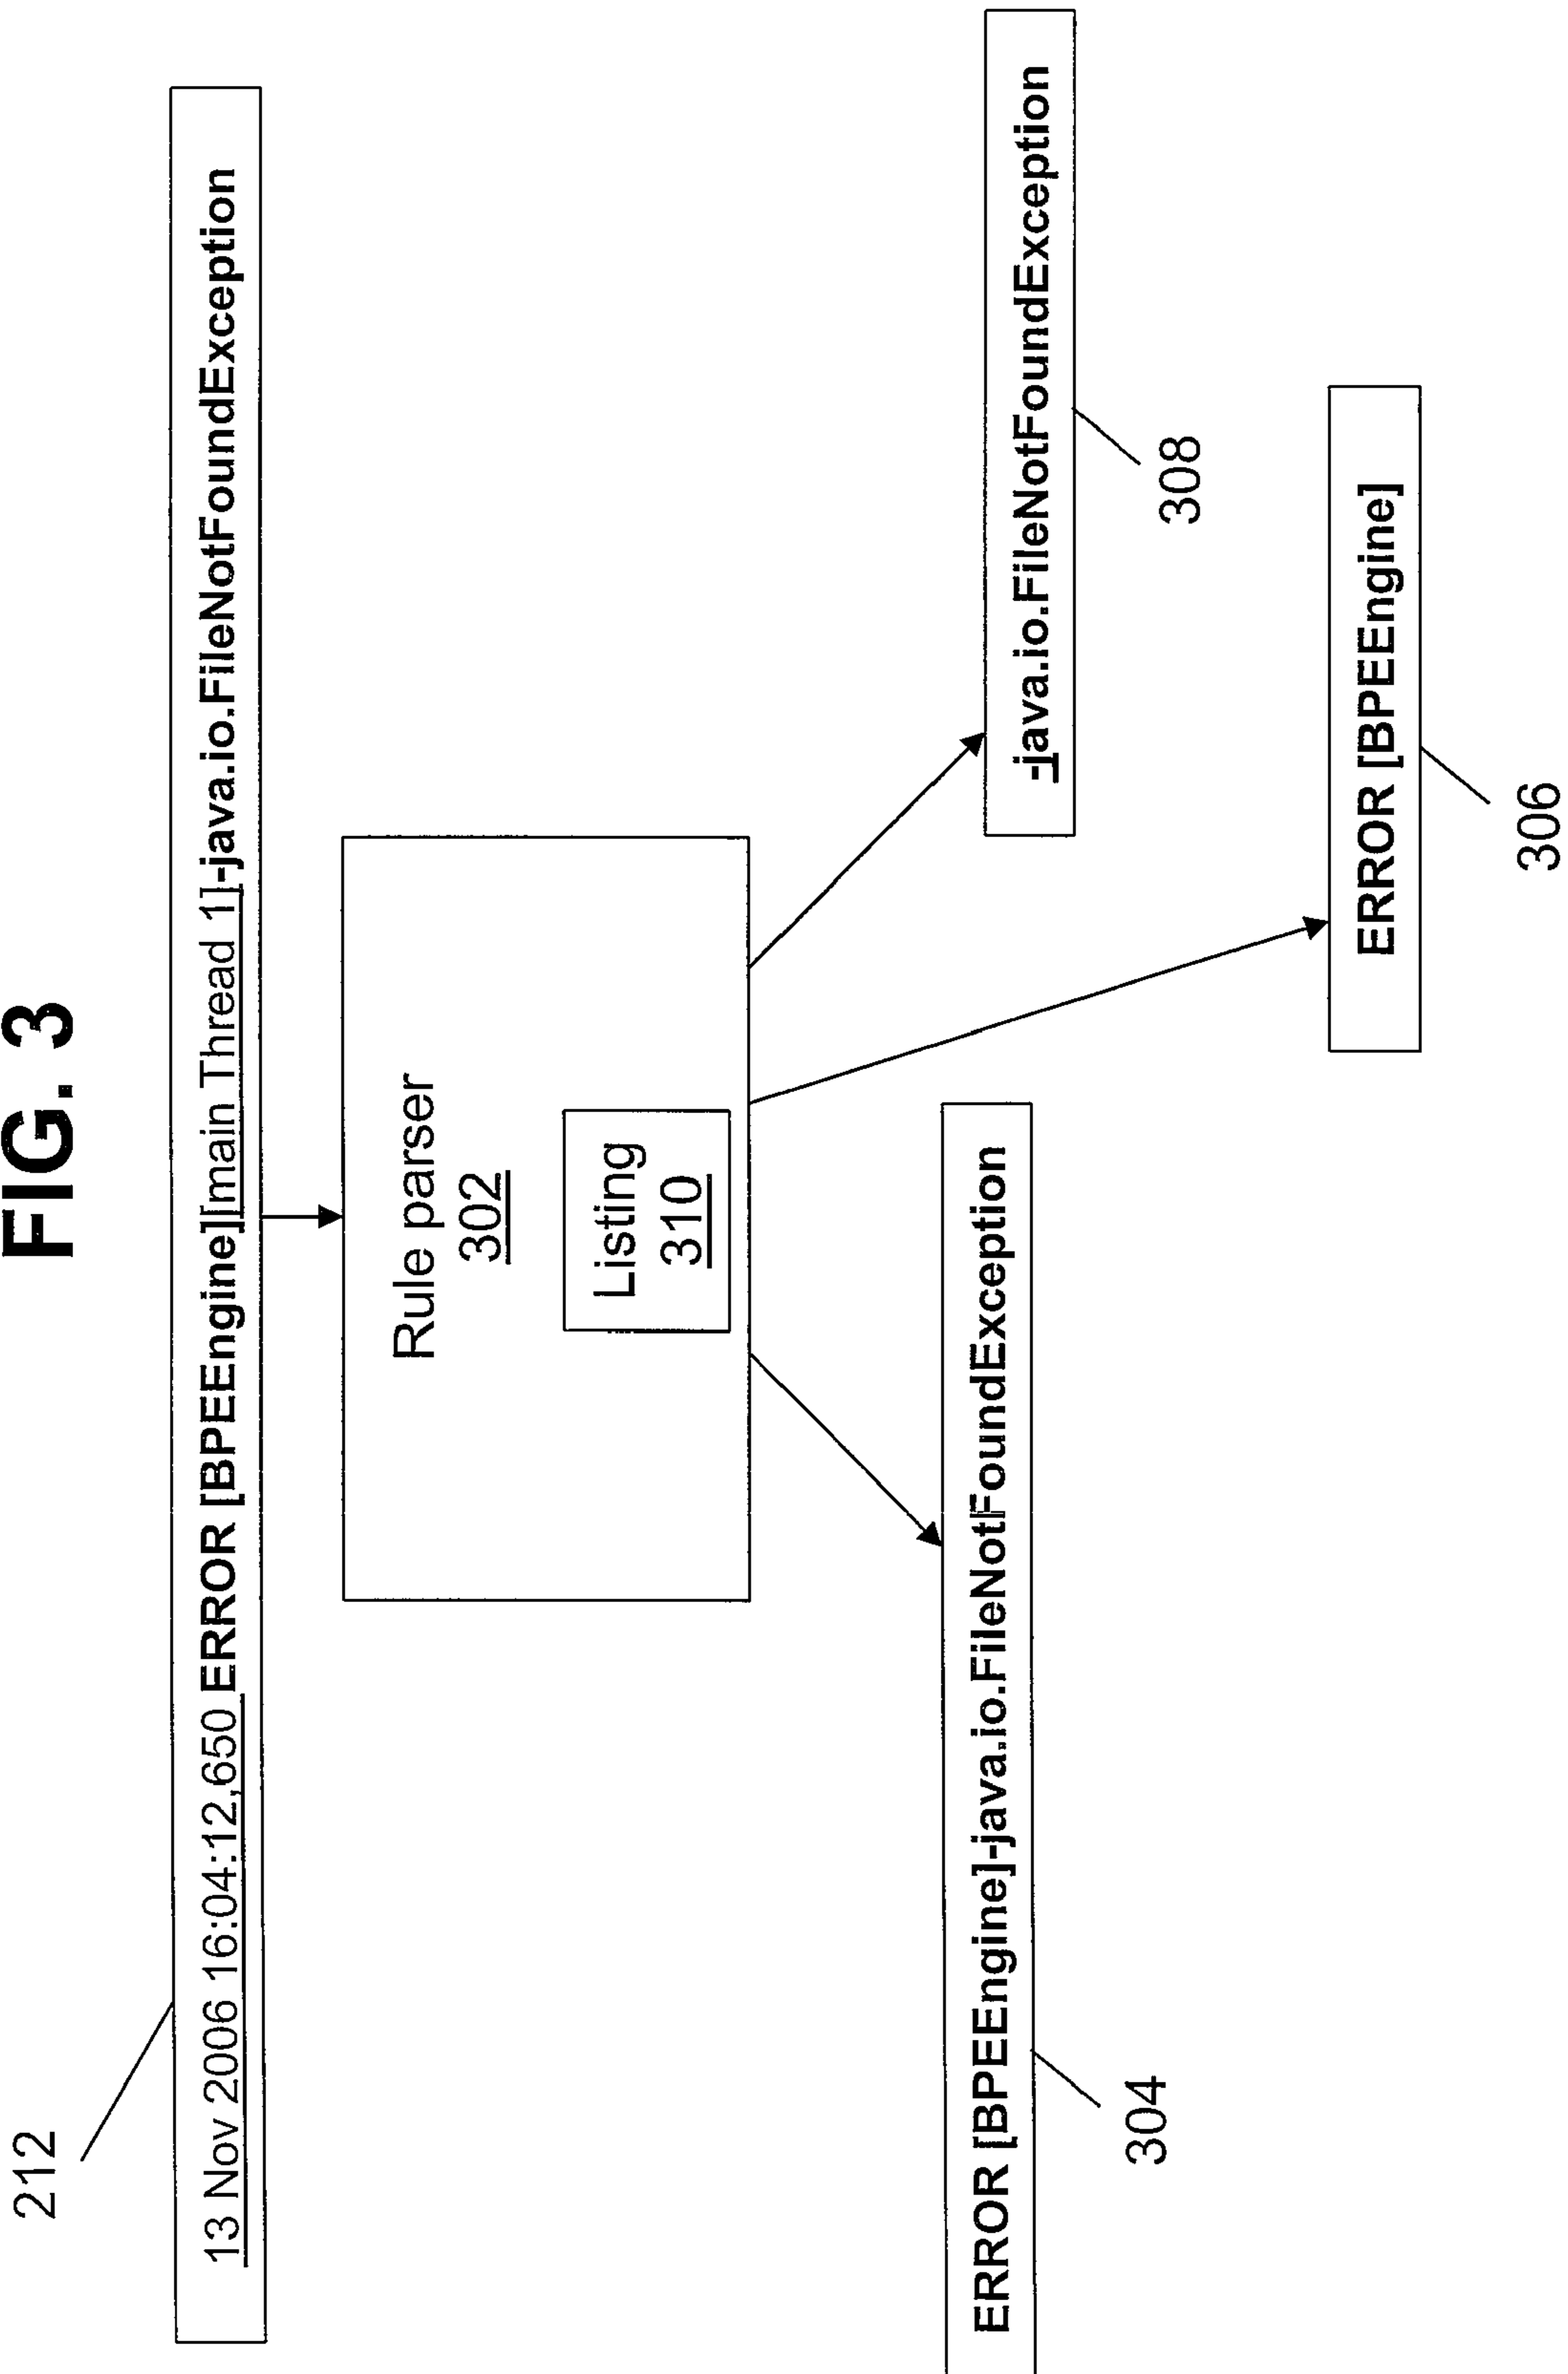 FIG. 3
212
13 Nov 2006 16:04:12,650 ERROR [BPEEngine][main Thread 1]-java.io.FileNotFoundException
Rule parser
302
Listing
310
ERROR [BPEEngine]-java.io.FileNotFoundException
304
-java.io.FileNotFoundException
308
ERROR [BPEEngine]
306